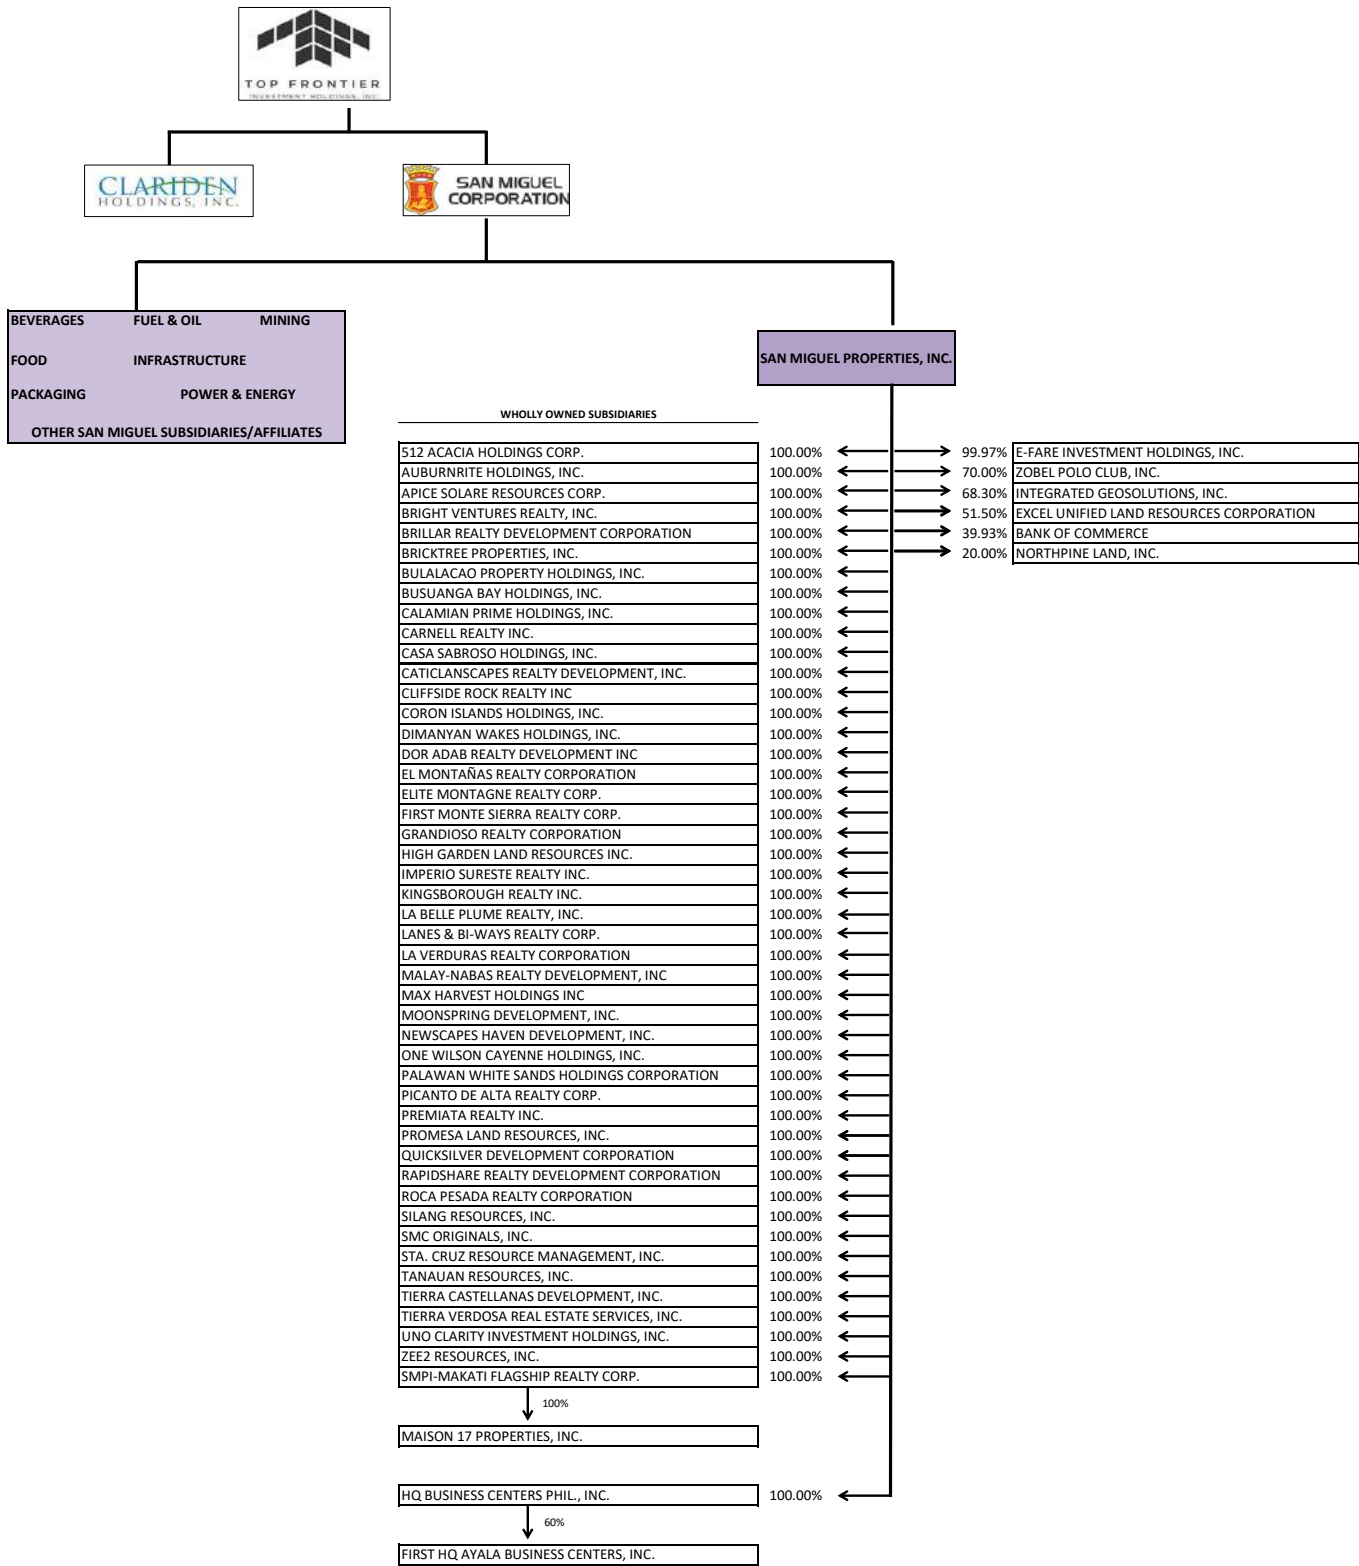 TOP FRONTIER
INVESTMENT HOLDINGS, INC.
CLARIDEN
HOLDINGS, INC.
SAN MIGUEL
CORPORATION
BEVERAGES FUEL & OIL MINING
FOOD INFRASTRUCTURE
PACKAGING POWER & ENERGY
OTHER SAN MIGUEL SUBSIDIARIES/AFFILIATES
SAN MIGUEL PROPERTIES, INC.
WHOLLY OWNED SUBSIDIARIES
512 ACACIA HOLDINGS CORP. 100.00% 99.97% E-FARE INVESTMENT HOLDINGS, INC.
AUBURNRITE HOLDINGS, INC. 100.00% 70.00% ZOBEL POLO CLUB, INC.
APICE SOLARE RESOURCES CORP. 100.00% 68.30% INTEGRATED GEOSOLUTIONS, INC.
BRIGHT VENTURES REALTY, INC. 100.00% 51.50% EXCEL UNIFIED LAND RESOURCES CORPORATION
BRILLAR REALTY DEVELOPMENT CORPORATION 100.00% 39.93% BANK OF COMMERCE
BRICKTREE PROPERTIES, INC. 100.00% 20.00% NORTHPINE LAND, INC.
BULALACAO PROPERTY HOLDINGS, INC. 100.00%
BUSUANGA BAY HOLDINGS, INC. 100.00%
CALAMIAN PRIME HOLDINGS, INC. 100.00%
CARNELL REALTY INC. 100.00%
CASA SABROSO HOLDINGS, INC. 100.00%
CATICLANSCAPES REALTY DEVELOPMENT, INC. 100.00%
CLIFFSIDE ROCK REALTY INC 100.00%
CORON ISLANDS HOLDINGS, INC. 100.00%
DIMANYAN WAKES HOLDINGS, INC. 100.00%
DOR ADAB REALTY DEVELOPMENT INC 100.00%
EL MONTAÑAS REALTY CORPORATION 100.00%
ELITE MONTAGNE REALTY CORP. 100.00%
FIRST MONTE SIERRA REALTY CORP. 100.00%
GRANDIOSO REALTY CORPORATION 100.00%
HIGH GARDEN LAND RESOURCES INC. 100.00%
IMPERIO SURESTE REALTY INC. 100.00%
KINGSBOROUGH REALTY INC. 100.00%
LA BELLE PLUME REALTY, INC. 100.00%
LANES & BI-WAYS REALTY CORP. 100.00%
LA VERDURAS REALTY CORPORATION 100.00%
MALAY-NABAS REALTY DEVELOPMENT, INC 100.00%
MAX HARVEST HOLDINGS INC 100.00%
MOONSPRING DEVELOPMENT, INC. 100.00%
NEWSCAPES HAVEN DEVELOPMENT, INC. 100.00%
ONE WILSON CAYENNE HOLDINGS, INC. 100.00%
PALAWAN WHITE SANDS HOLDINGS CORPORATION 100.00%
PICANTO DE ALTA REALTY CORP. 100.00%
PREMIATA REALTY INC. 100.00%
PROMESA LAND RESOURCES, INC. 100.00%
QUICKSILVER DEVELOPMENT CORPORATION 100.00%
RAPIDSHARE REALTY DEVELOPMENT CORPORATION 100.00%
ROCA PESADA REALTY CORPORATION 100.00%
SILANG RESOURCES, INC. 100.00%
SMC ORIGINALS, INC. 100.00%
STA. CRUZ RESOURCE MANAGEMENT, INC. 100.00%
TANAUAN RESOURCES, INC. 100.00%
TIERRA CASTELLANAS DEVELOPMENT, INC. 100.00%
TIERRA VERDOSA REAL ESTATE SERVICES, INC. 100.00%
UNO CLARITY INVESTMENT HOLDINGS, INC. 100.00%
ZEE2 RESOURCES, INC. 100.00%
SMPI-MAKATI FLAGSHIP REALTY CORP. 100.00%
100%
MAISON 17 PROPERTIES, INC.
HQ BUSINESS CENTERS PHIL., INC. 100.00%
60%
FIRST HQ AYALA BUSINESS CENTERS, INC.